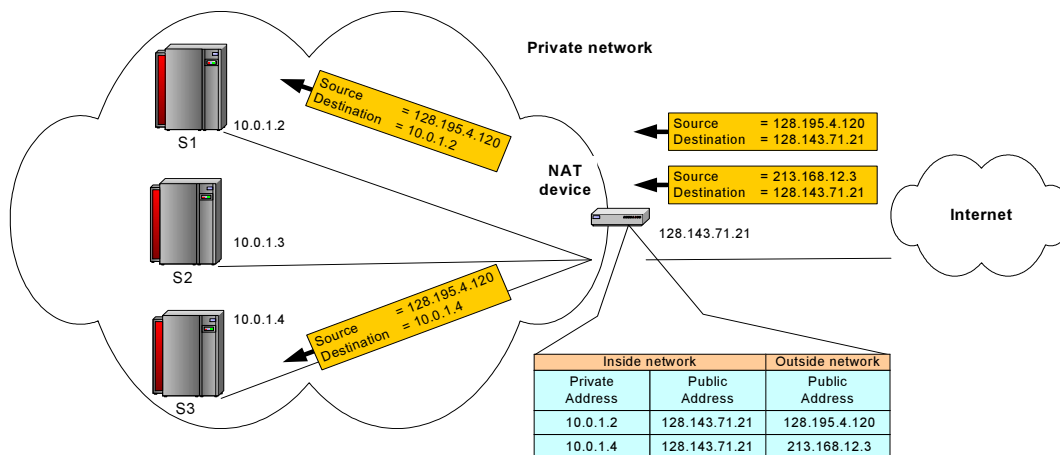 Private network
Source = 128.195.4.120
Destination = 10.0.1.2
10.0.1.2
S1
Source = 128.195.4.120
Destination = 128.143.71.21
Source = 213.168.12.3
Destination = 128.143.71.21
NAT
device
Internet
128.143.71.21
10.0.1.3
S2
10.0.1.4
S3
Source = 128.195.4.120
Destination = 10.0.1.4
Inside network Outside network
Private Address Public Address Public Address
10.0.1.2 128.143.71.21 128.195.4.120
10.0.1.4 128.143.71.21 213.168.12.3